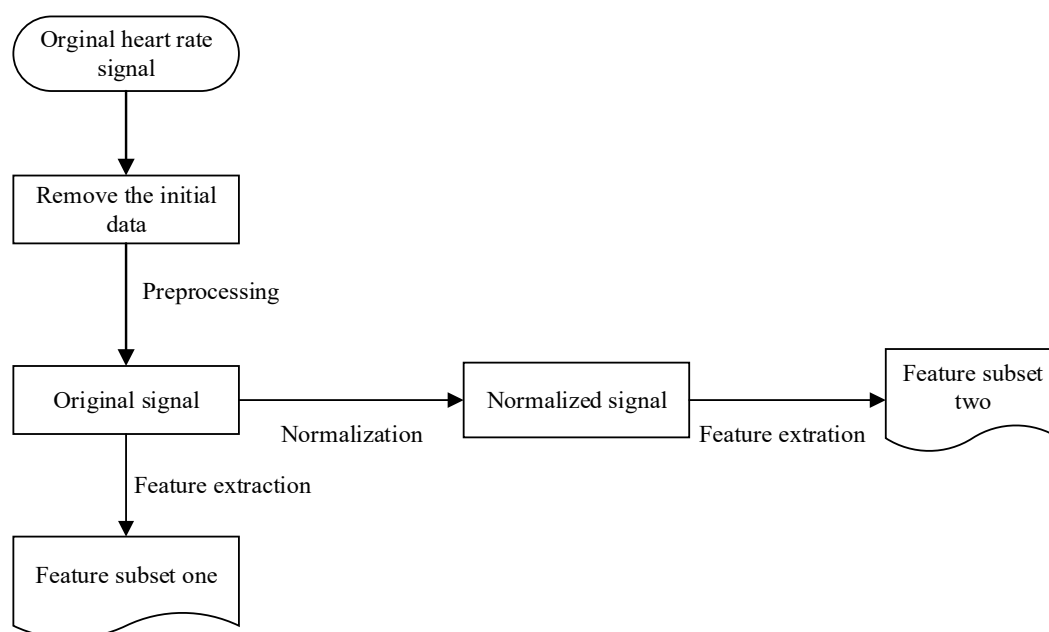 Orginal heart rate
signal
Remove the initial
data
Preprocessing
Original signal
Normalization
Normalized signal
Feature extration
Feature subset
two
Feature extraction
Feature subset one